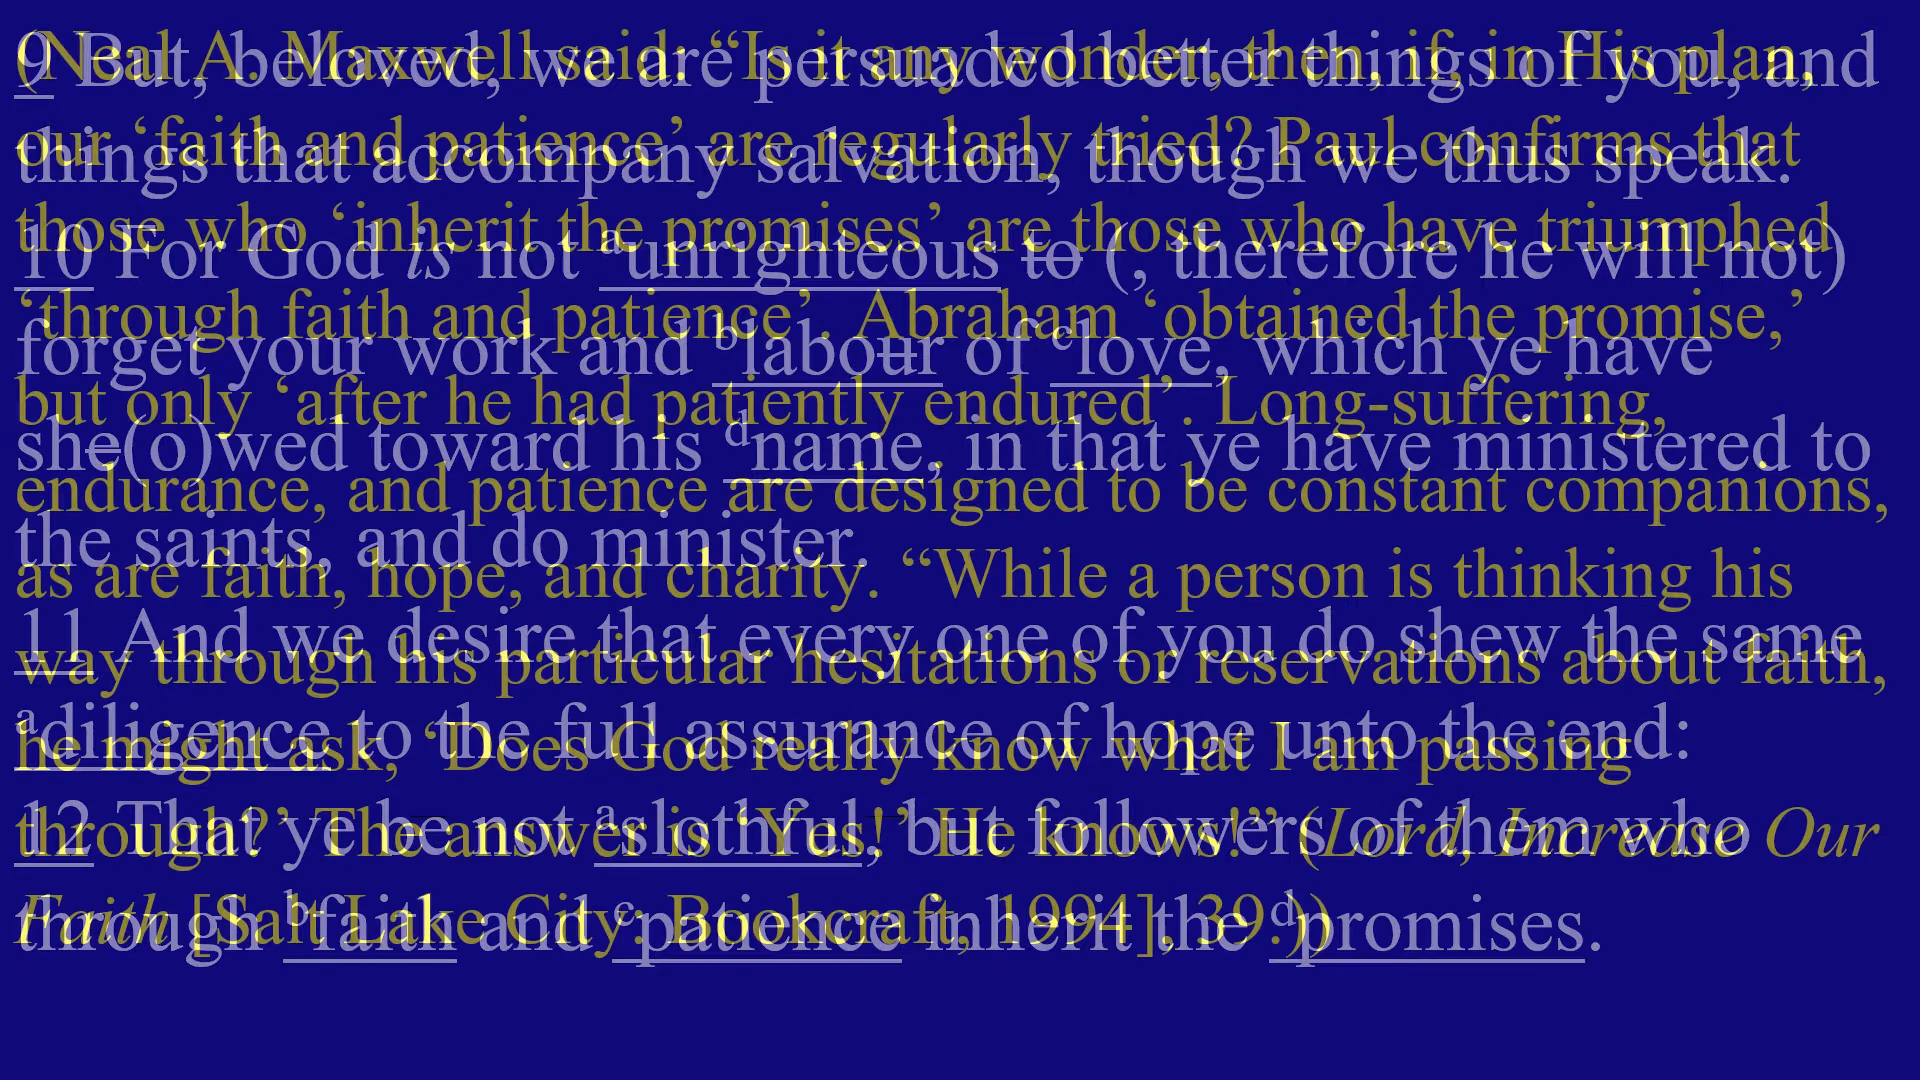 9 But, beloved, we are persuaded better things of you, and
things that accompany salvation, though we thus speak.
10 For God is not ᵃunrighteous to (, therefore he will not)
forget your work and ᵇlabour of ᶜlove, which ye have
she(o)wed toward his ᵈname, in that ye have ministered to
the saints, and do minister.
11 And we desire that every one of you do shew the same
ᵃdiligence to the full assurance of hope unto the end:
12 That ye be not ᵃslothful, but followers of them who
through ᵇfaith and ᶜpatience inherit the ᵈpromises.
(Neal A. Maxwell said: “Is it any wonder, then, if, in His plan,
our ‘faith and patience’ are regularly tried? Paul confirms that
those who ‘inherit the promises’ are those who have triumphed
‘through faith and patience’. Abraham ‘obtained the promise,’
but only ‘after he had patiently endured’. Long-suffering,
endurance, and patience are designed to be constant companions,
as are faith, hope, and charity. “While a person is thinking his
way through his particular hesitations or reservations about faith,
he might ask, ‘Does God really know what I am passing
through?’ The answer is ‘Yes!’ He knows!” (Lord, Increase Our
Faith [Salt Lake City: Bookcraft, 1994], 39.))